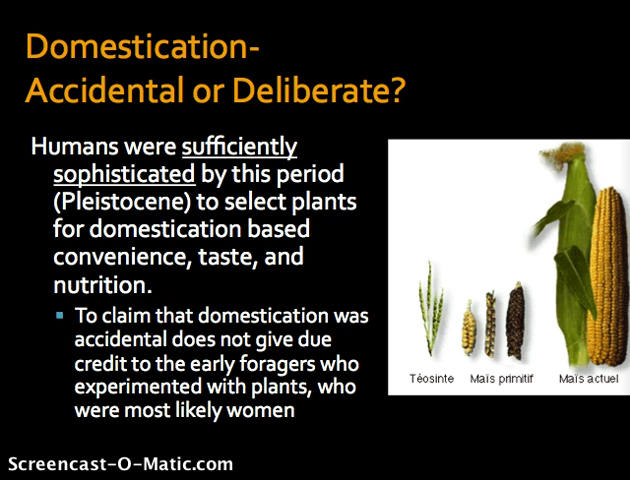 Domestication-
Accidental or Deliberate?
Humans were sufficiently
sophisticated by this period
(Pleistocene) to select plants
for domestication based
convenience, taste, and
nutrition.
To claim that domestication was
accidental does not give due
credit to the early foragers who
experimented with plants, who
were most likely women
Téosinte Maïs primitif Maïs actuel
Screencast-O-Matic.com